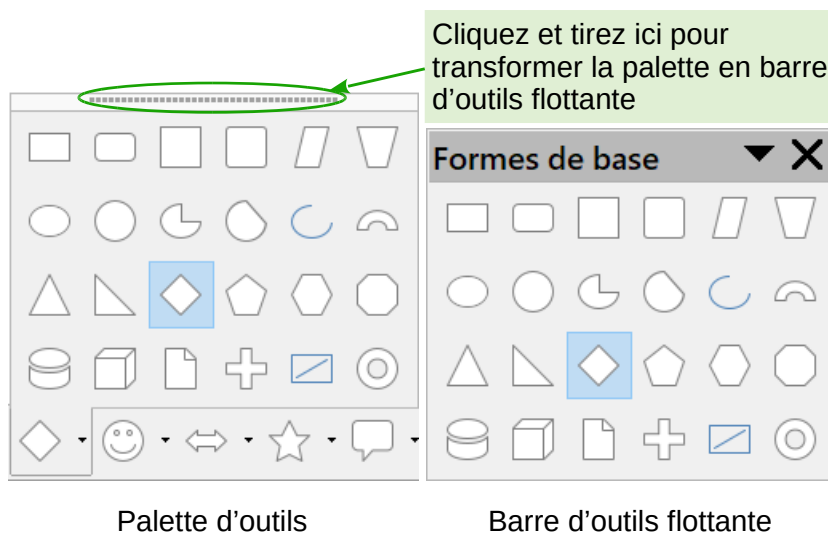 Cliquez et tirez ici pour
transformer la palette en barre
d’outils flottante
Formes de base
Palette d’outils
Barre d’outils flottante